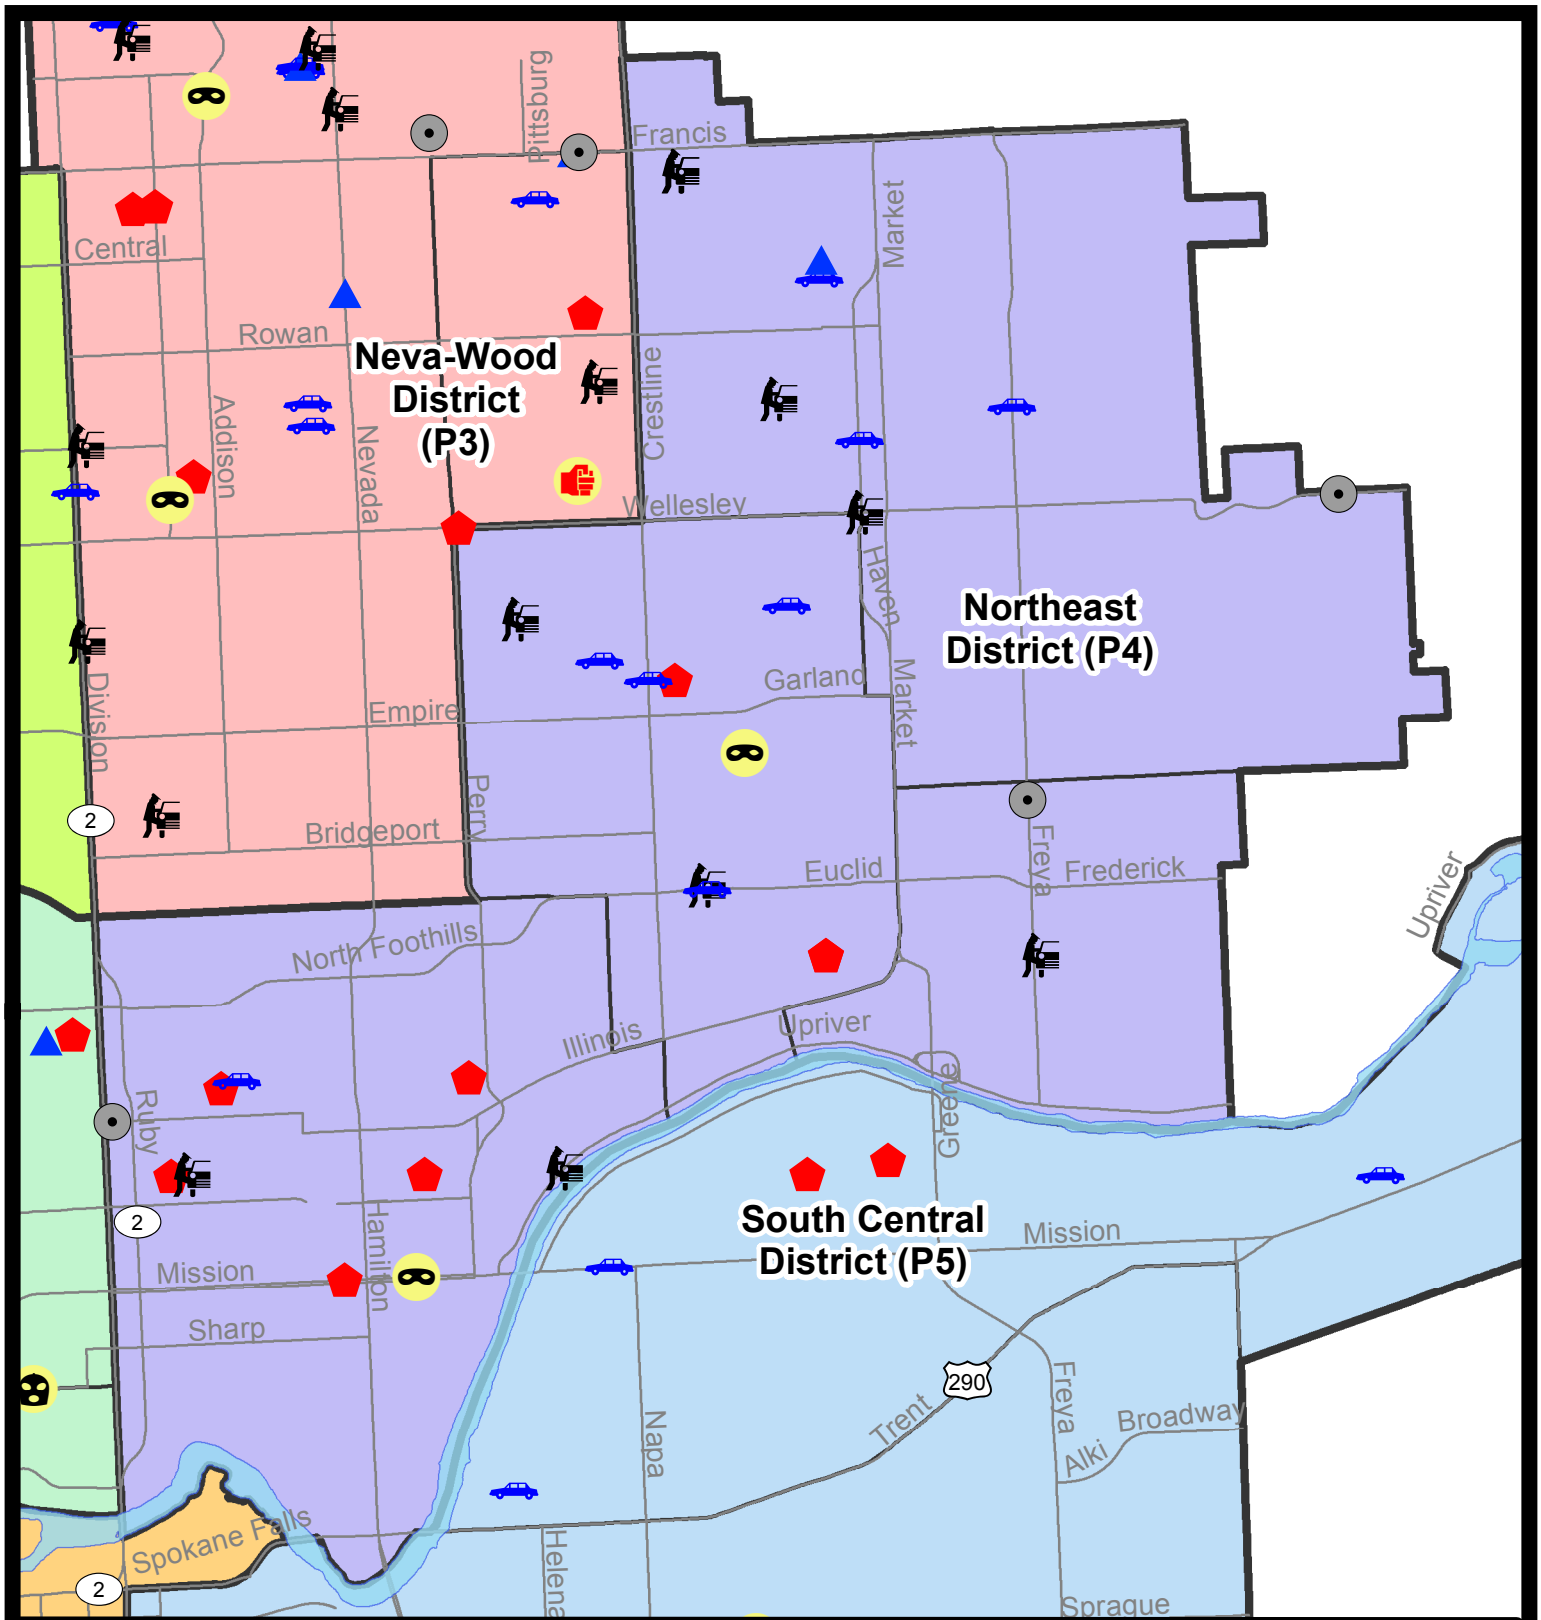 Pittsburg
Francis
Market
Central
Rowan
Neva-Wood
District
(P3)
Crestline
Addison
Nevada
Wellesley
Haven
Northeast
District (P4)
Garland
Market
Division
Empire
Perry
2
Bridgeport
Euclid
Freya
Frederick
Upriver
North Foothills
Illinois
Upriver
Ruby
Greene
Hamilton
2
South Central
District (P5)
Mission
Mission
Sharp
290
Freya
Trent
Napa
Broadway
Alki
Spokane Falls
Helena
2
Sprague